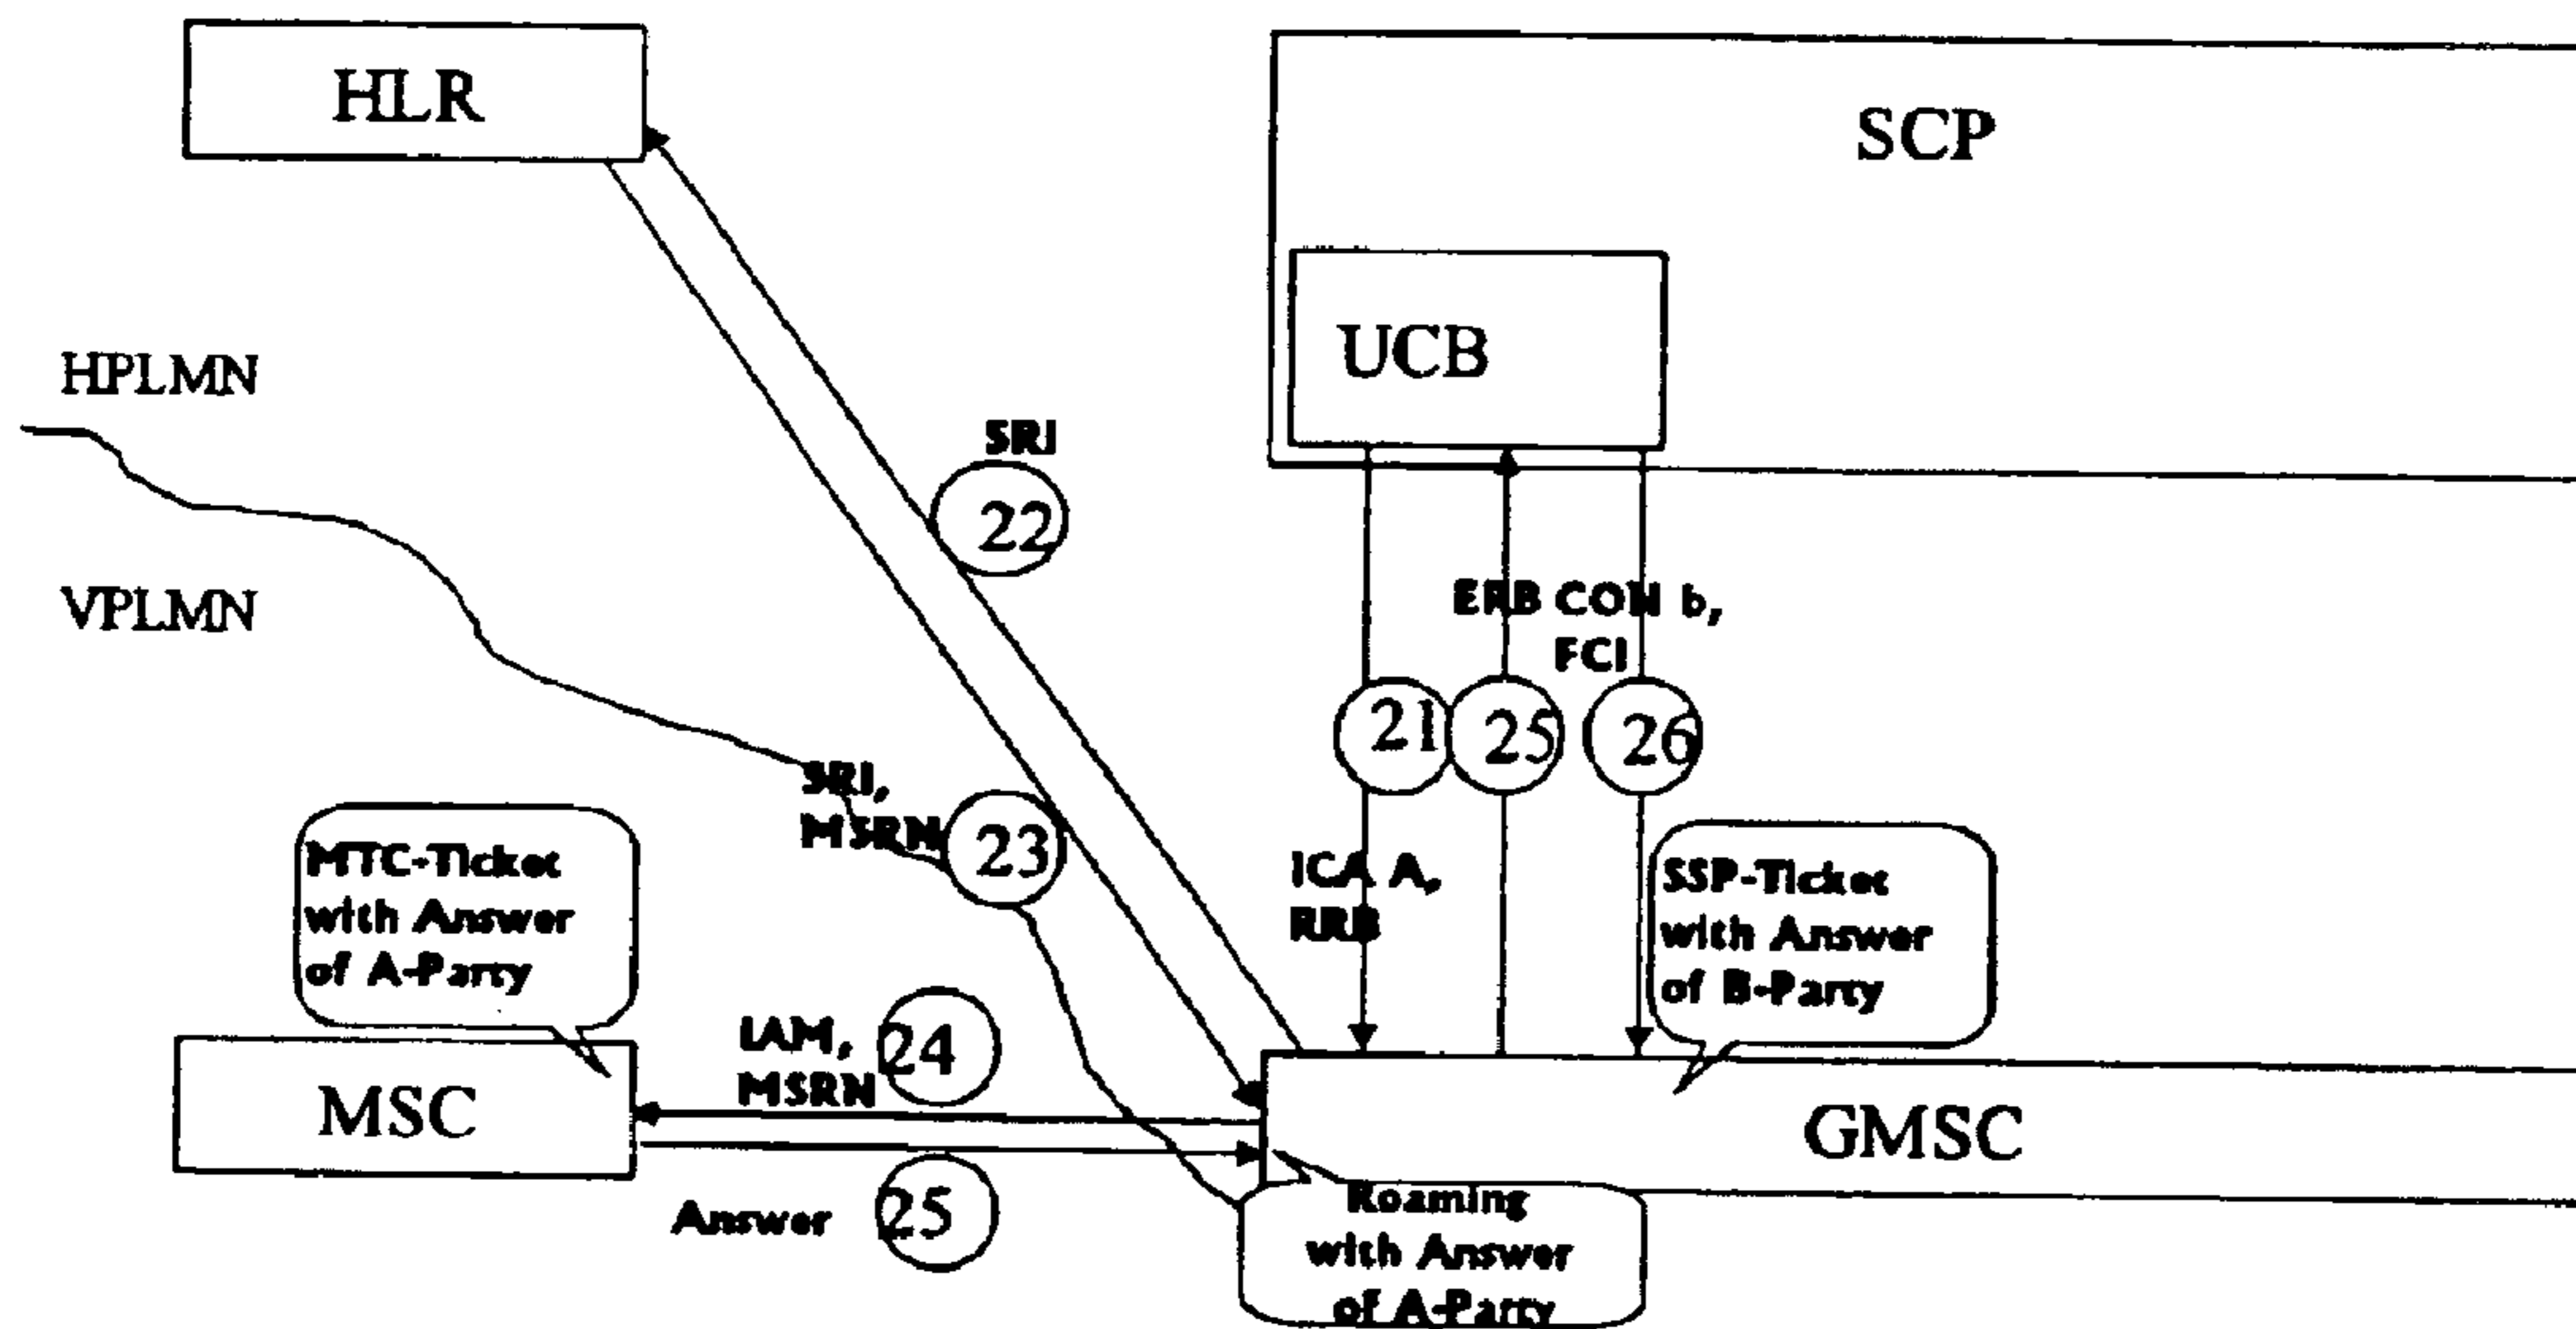 HLR
SCP
UCB
HPLMN
SRI
22
VPLMN
ERB CON b,
FCI
21
25
26
SRI,
MSRN
23
MTC-Ticket
with Answer
of A-Party
ICA A,
RRB
SSP-Ticket
with Answer
of B-Party
IAM,
MSRN
24
MSC
GMSC
Answer
25
Roaming
with Answer
of A-Party